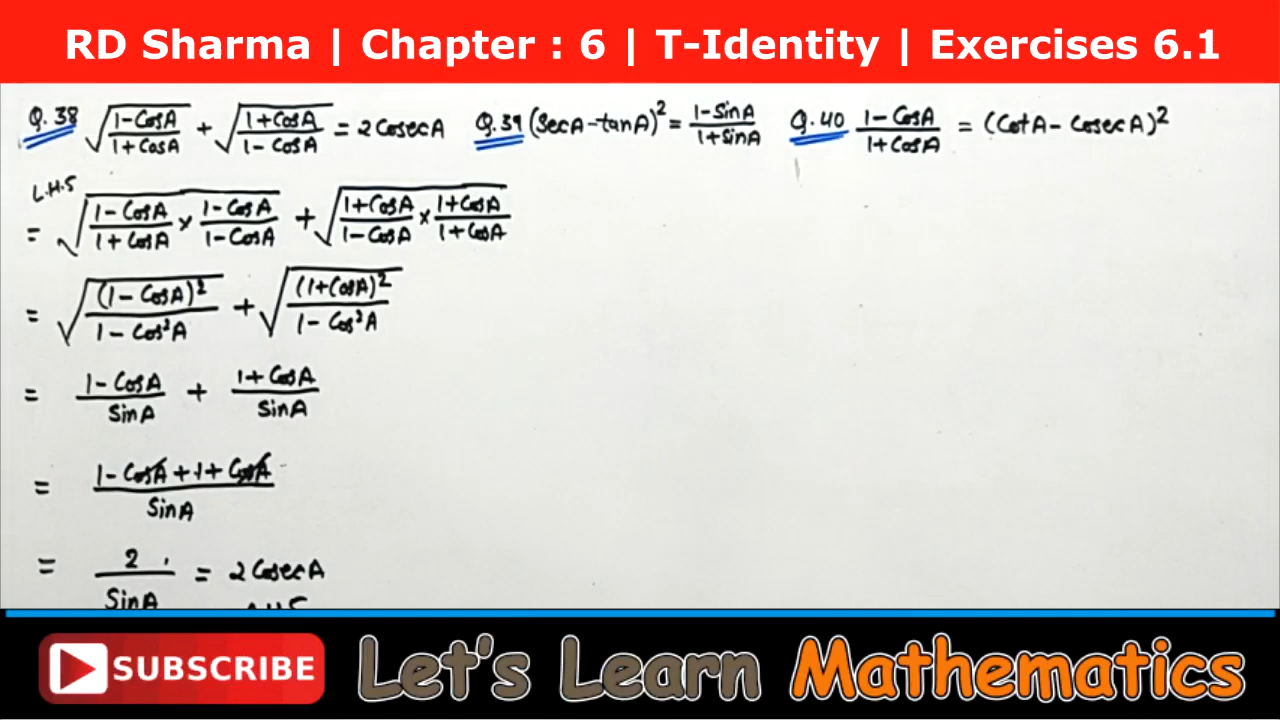 RD Sharma | Chapter : 6 | T-Identity | Exercises 6.1
Q. 38 √((1-CosA)/(1+CosA)) + √((1+CosA)/(1-CosA)) = 2CosecA Q.39 (SecA-tanA)² = (1-SinA)/(1+SinA) Q.40 (1-CosA)/(1+CosA) = (CotA-CosecA)²
L.H.S
= √((1-CosA)/(1+CosA) × (1-CosA)/(1-CosA)) + √((1+CosA)/(1-CosA) × (1+CosA)/(1+CosA))
= √((1-CosA)²/(1-Cos²A)) + √((1+CosA)²/(1-Cos²A))
= (1-CosA)/SinA + (1+CosA)/SinA
= (1-CosA+1+CosA)/SinA
= 2/SinA = 2CosecA
SUBSCRIBE Let's Learn Mathematics